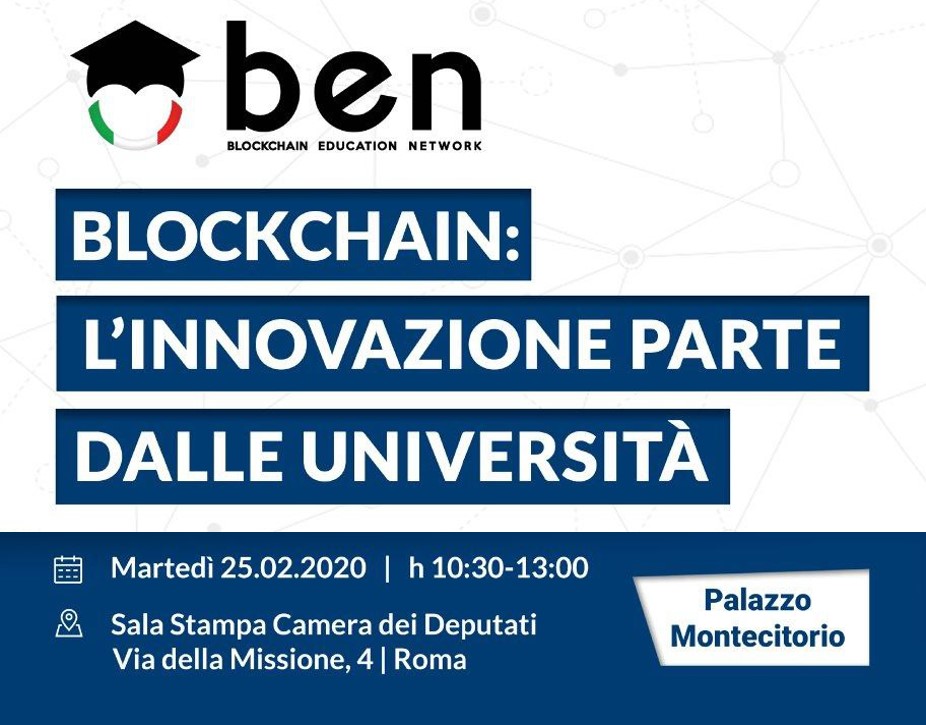 ben
BLOCKCHAIN EDUCATION NETWORK
BLOCKCHAIN:
L'INNOVAZIONE PARTE
DALLE UNIVERSITÀ
Martedì 25.02.2020 | h 10:30-13:00
Sala Stampa Camera dei Deputati
Via della Missione, 4 | Roma
Palazzo
Montecitorio